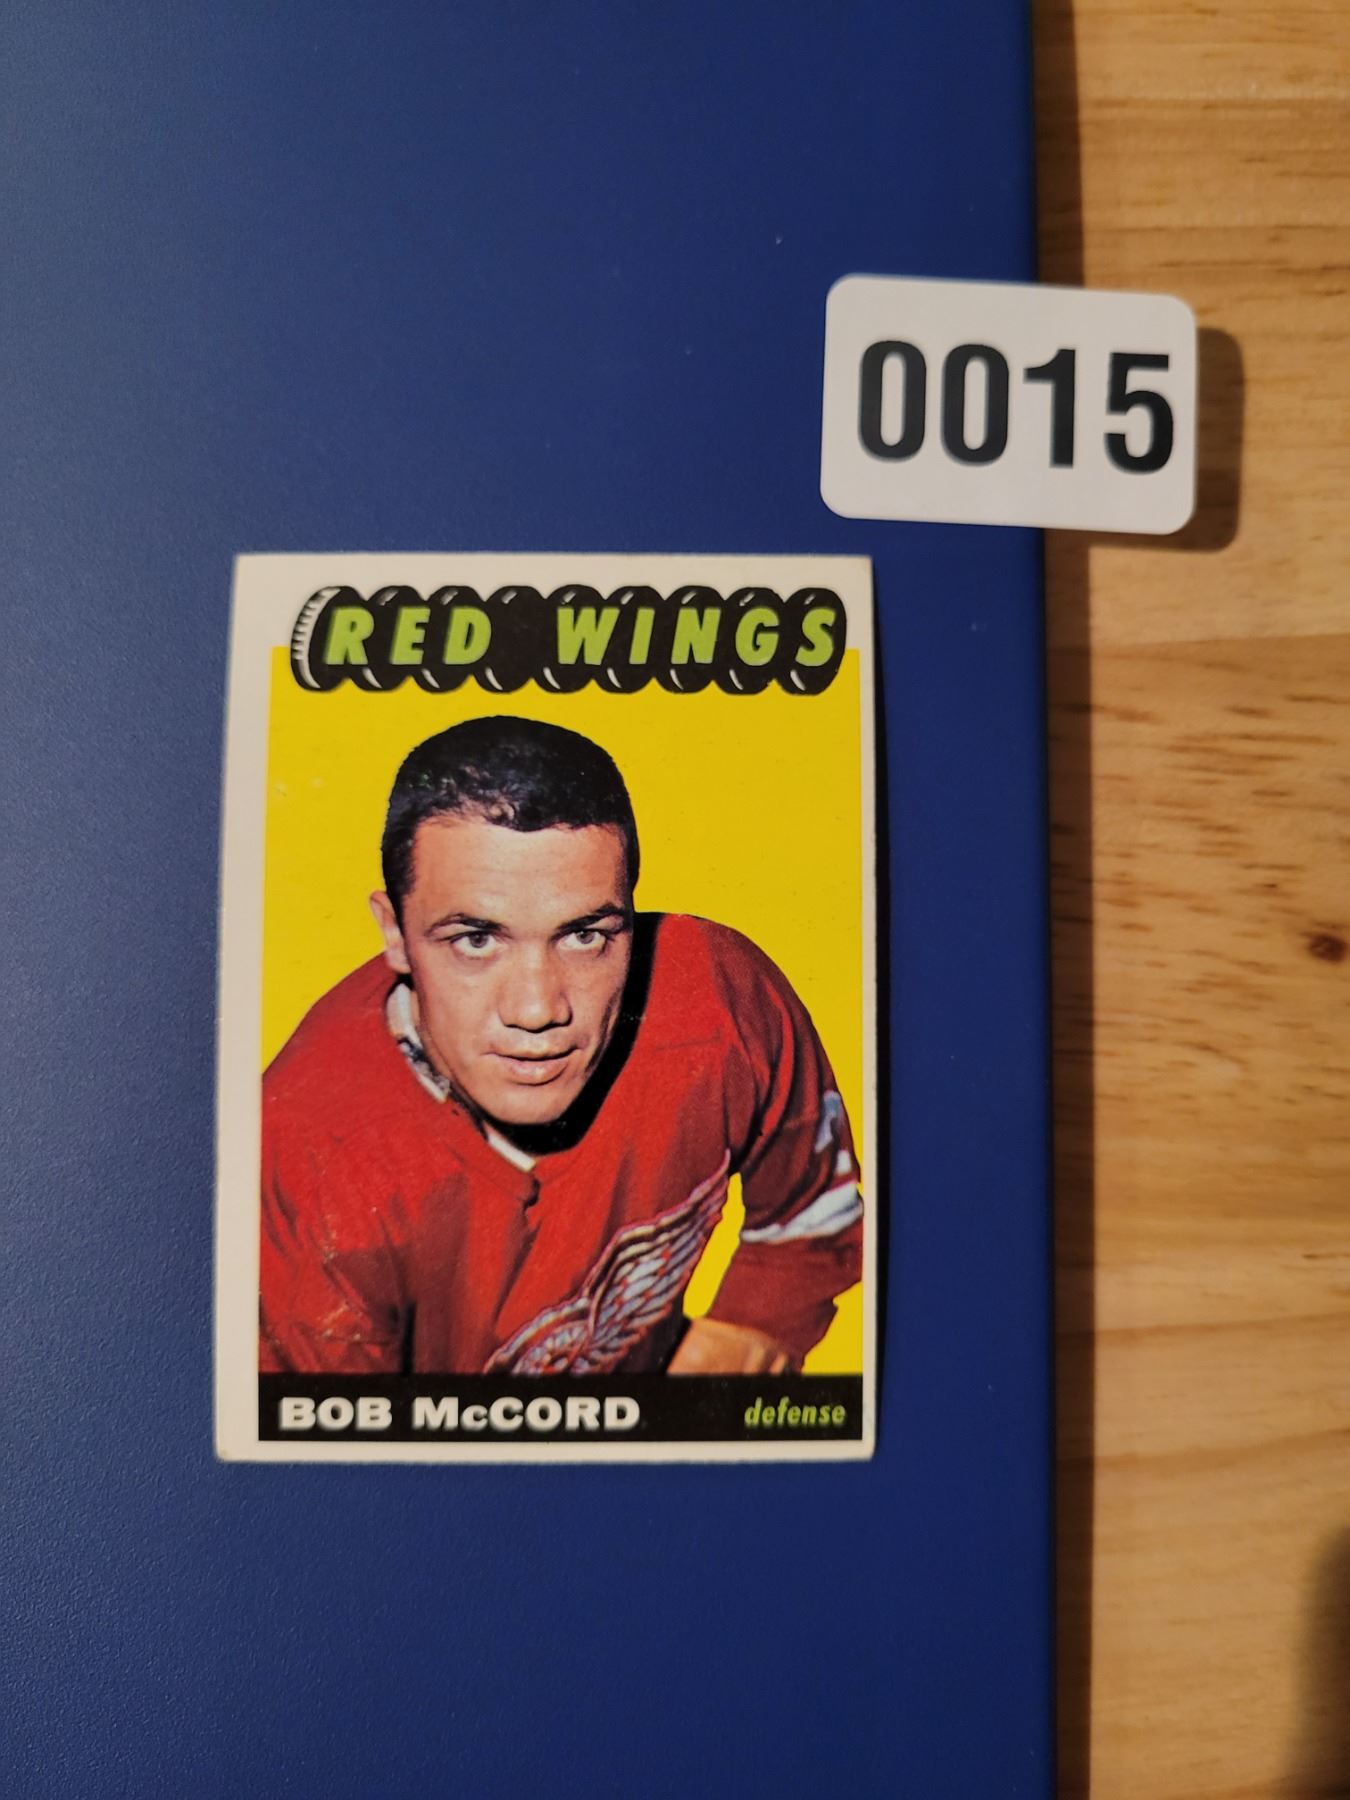 0015
RED WINGS
BOB McCORD
defense